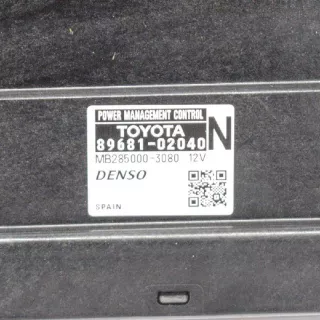 POWER MANAGEMENT CONTROL
TOYOTA N
89681-02040
MB285000-3080 12V
DENSO
SPAIN